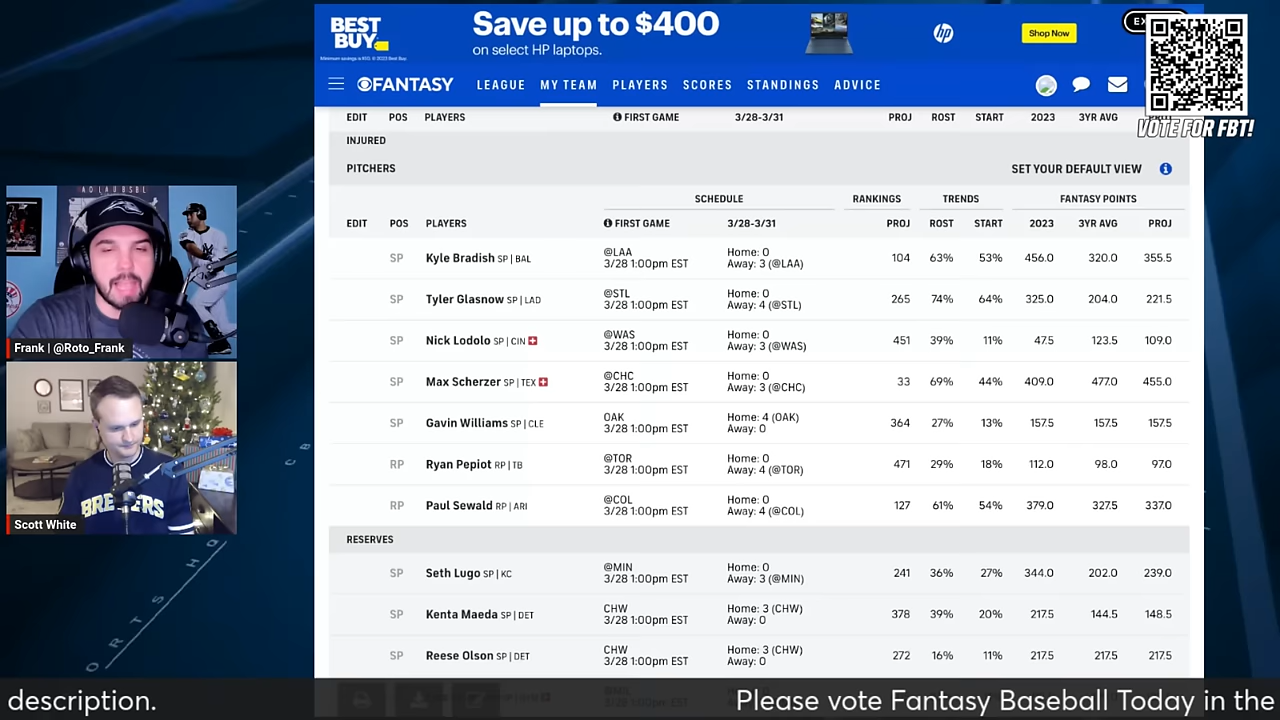 BEST BUY
Minimum savings is $50. © 2023 Best Buy.
Save up to $400
on select HP laptops.
hp
Shop Now
FANTASY LEAGUE MY TEAM PLAYERS SCORES STANDINGS ADVICE
VOTE FOR FBT!
EDIT POS PLAYERS FIRST GAME 3/28-3/31 PROJ ROST START 2023 3YR AVG
INJURED
PITCHERS SET YOUR DEFAULT VIEW
SCHEDULE RANKINGS TRENDS FANTASY POINTS
EDIT POS PLAYERS FIRST GAME 3/28-3/31 PROJ ROST START 2023 3YR AVG PROJ
SP Kyle Bradish SP | BAL @LAA Home: 0 104 63% 53% 456.0 320.0 355.5
3/28 1:00pm EST Away: 3 (@LAA)
SP Tyler Glasnow SP | LAD @STL Home: 0 265 74% 64% 325.0 204.0 221.5
3/28 1:00pm EST Away: 4 (@STL)
SP Nick Lodolo SP | CIN @WAS Home: 0 451 39% 11% 47.5 123.5 109.0
3/28 1:00pm EST Away: 3 (@WAS)
SP Max Scherzer SP | TEX @CHC Home: 0 33 69% 44% 409.0 477.0 455.0
3/28 1:00pm EST Away: 3 (@CHC)
SP Gavin Williams SP | CLE OAK Home: 4 (OAK) 364 27% 13% 157.5 157.5 157.5
3/28 1:00pm EST Away: 0
RP Ryan Pepiot RP | TB @TOR Home: 0 471 29% 18% 112.0 98.0 97.0
3/28 1:00pm EST Away: 4 (@TOR)
RP Paul Sewald RP | ARI @COL Home: 0 127 61% 54% 379.0 327.5 337.0
3/28 1:00pm EST Away: 4 (@COL)
RESERVES
SP Seth Lugo SP | KC @MIN Home: 0 241 36% 27% 344.0 202.0 239.0
3/28 1:00pm EST Away: 3 (@MIN)
SP Kenta Maeda SP | DET CHW Home: 3 (CHW) 378 39% 20% 217.5 144.5 148.5
3/28 1:00pm EST Away: 0
SP Reese Olson SP | DET CHW Home: 3 (CHW) 272 16% 11% 217.5 217.5 217.5
3/28 1:00pm EST Away: 0
Frank | @Roto_Frank
BREWERS
Scott White
description. Please vote Fantasy Baseball Today in the